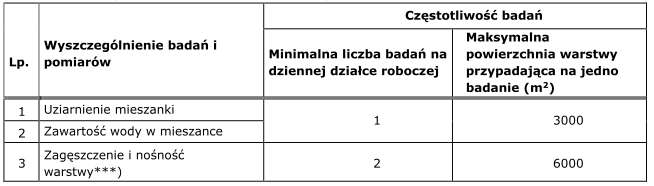 Częstotliwość badań
Lp.
Wyszczególnienie badań i
pomiarów
Minimalna liczba badań na
dziennej działce roboczej
Maksymalna
powierzchnia warstwy
przypadająca na jedno
badanie (m²)
1
Uziarnienie mieszanki
1
3000
2
Zawartość wody w mieszance
3
Zagęszczenie i nośność
warstwy***)
2
6000